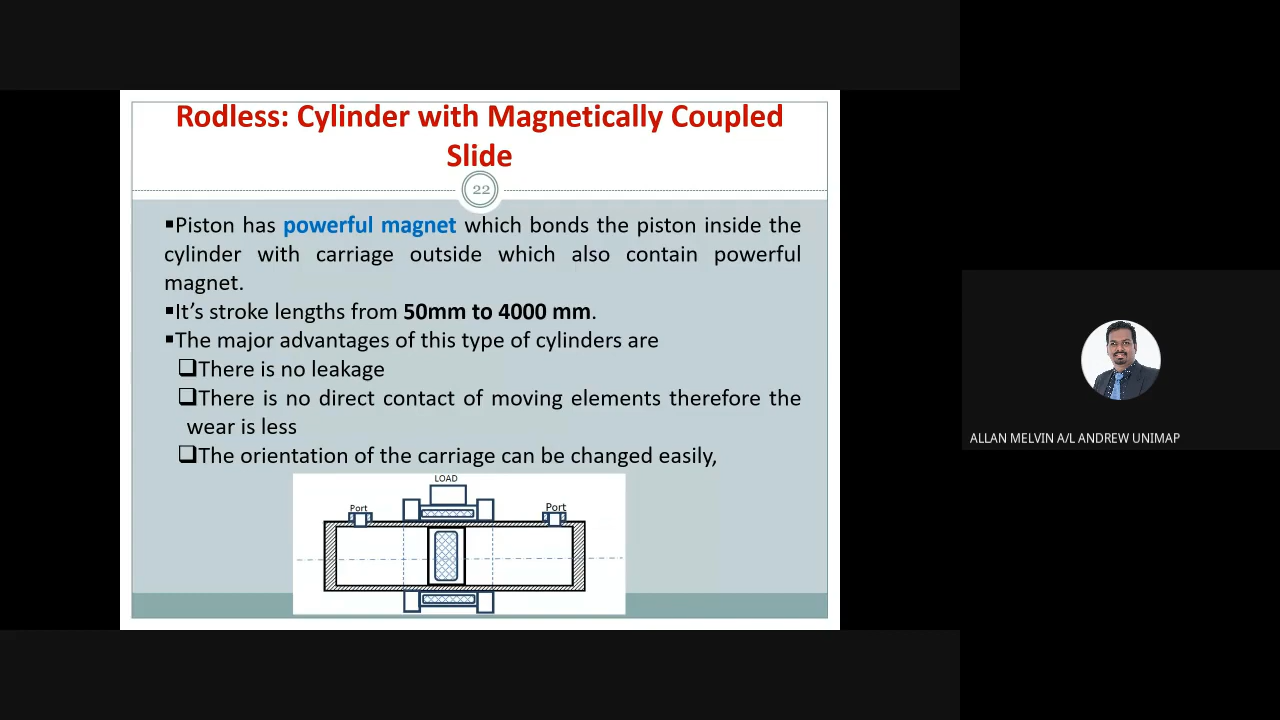 Rodless: Cylinder with Magnetically Coupled
Slide
22
▪Piston has powerful magnet which bonds the piston inside the
cylinder with carriage outside which also contain powerful
magnet.
▪It’s stroke lengths from 50mm to 4000 mm.
▪The major advantages of this type of cylinders are
❑There is no leakage
❑There is no direct contact of moving elements therefore the
wear is less
❑The orientation of the carriage can be changed easily,
LOAD
Port
Port
ALLAN MELVIN A/L ANDREW UNIMAP